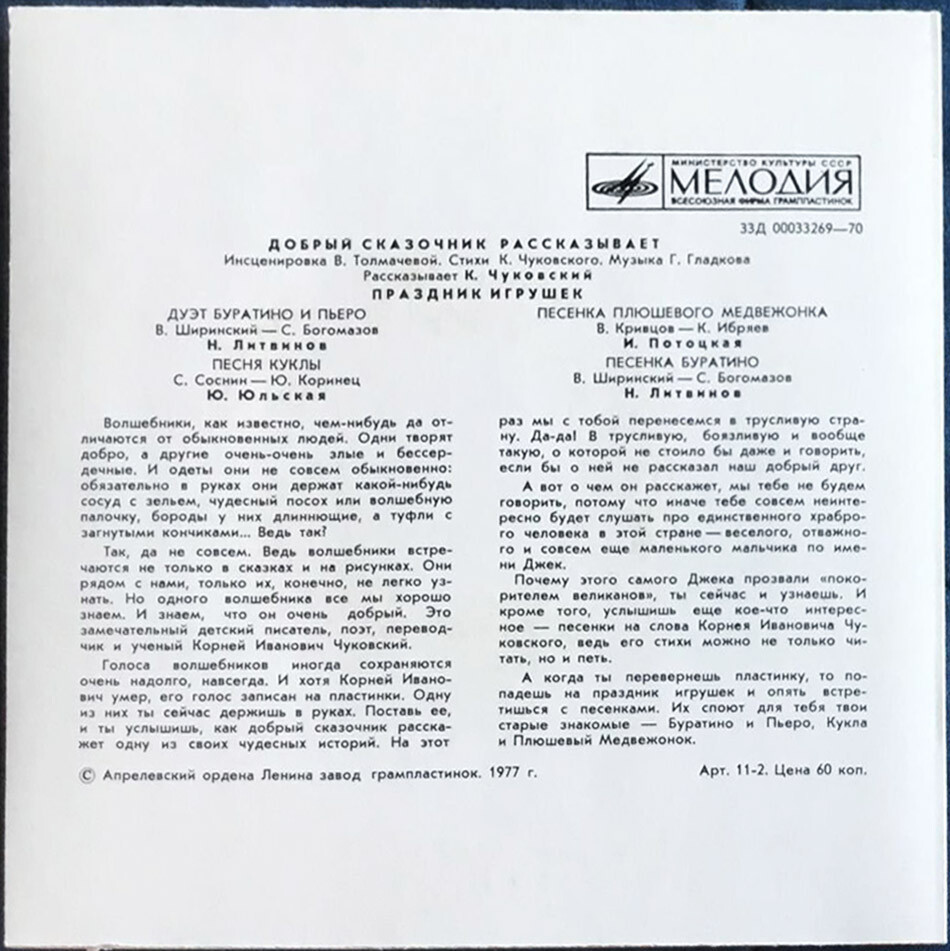 МИНИСТЕРСТВО КУЛЬТУРЫ СССР
МЕЛОДИЯ
ВСЕСОЮЗНАЯ ФИРМА ГРАМПЛАСТИНОК
33Д 00033269—70
ДОБРЫЙ СКАЗОЧНИК РАССКАЗЫВАЕТ
Инсценировка В. Толмачевой. Стихи К. Чуковского. Музыка Г. Гладкова
Рассказывает К. Чуковский
ПРАЗДНИК ИГРУШЕК
ДУЭТ БУРАТИНО И ПЬЕРО
В. Ширинский — С. Богомазов
Н. Литвинов
ПЕСНЯ КУКЛЫ
С. Соснин — Ю. Коринец
Ю. Юльская
ПЕСЕНКА ПЛЮШЕВОГО МЕДВЕЖОНКА
В. Кривцов — К. Ибряев
И. Потоцкая
ПЕСЕНКА БУРАТИНО
В. Ширинский — С. Богомазов
Н. Литвинов
Волшебники, как известно, чем-нибудь да от-
личаются от обыкновенных людей. Одни творят
добро, а другие очень-очень злые и бессер-
дечные. И одеты они не совсем обыкновенно:
обязательно в руках они держат какой-нибудь
сосуд с зельем, чудесный посох или волшебную
палочку, бороды у них длиннющие, а туфли с
загнутыми кончиками... Ведь так?
Так, да не совсем. Ведь волшебники встре-
чаются не только в сказках и на рисунках. Они
рядом с нами, только их, конечно, не легко уз-
нать. Но одного волшебника все мы хорошо
знаем. И знаем, что он очень добрый. Это
замечательный детский писатель, поэт, перевод-
чик и ученый Корней Иванович Чуковский.
Голоса волшебников иногда сохраняются
очень надолго, навсегда. И хотя Корней Ивано-
вич умер, его голос записан на пластинки. Одну
из них ты сейчас держишь в руках. Поставь ее,
и ты услышишь, как добрый сказочник расска-
жет одну из своих чудесных историй. На этот
раз мы с тобой перенесемся в трусливую стра-
ну. Да-да! В трусливую, боязливую и вообще
такую, о которой не стоило бы даже и говорить,
если бы о ней не рассказал наш добрый друг.
А вот о чем он расскажет, мы тебе не будем
говорить, потому что иначе тебе совсем неинте-
ресно будет слушать про единственного храбро-
го человека в этой стране — веселого, отважно-
го и совсем еще маленького мальчика по име-
ни Джек.
Почему этого самого Джека прозвали «поко-
рителем великанов», ты сейчас и узнаешь. И
кроме того, услышишь еще кое-что интерес-
ное — песенки на слова Корнея Ивановича Чу-
ковского, ведь его стихи можно не только чи-
тать, но и петь.
А когда ты перевернешь пластинку, то по-
падешь на праздник игрушек и опять встре-
тишься с песенками. Их споют для тебя твои
старые знакомые — Буратино и Пьеро, Кукла
и Плюшевый Медвежонок.
© Апрелевский ордена Ленина завод грампластинок. 1977 г.
Арт. 11-2. Цена 60 коп.